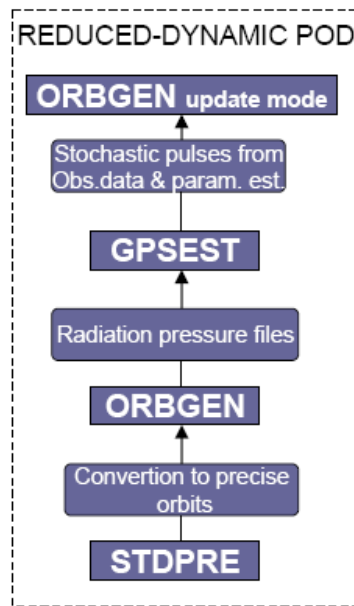 REDUCED-DYNAMIC POD
ORBGEN update mode
Stochastic pulses from
Obs.data & param. est.
GPSEST
Radiation pressure files
ORBGEN
Convertion to precise
orbits
STDPRE